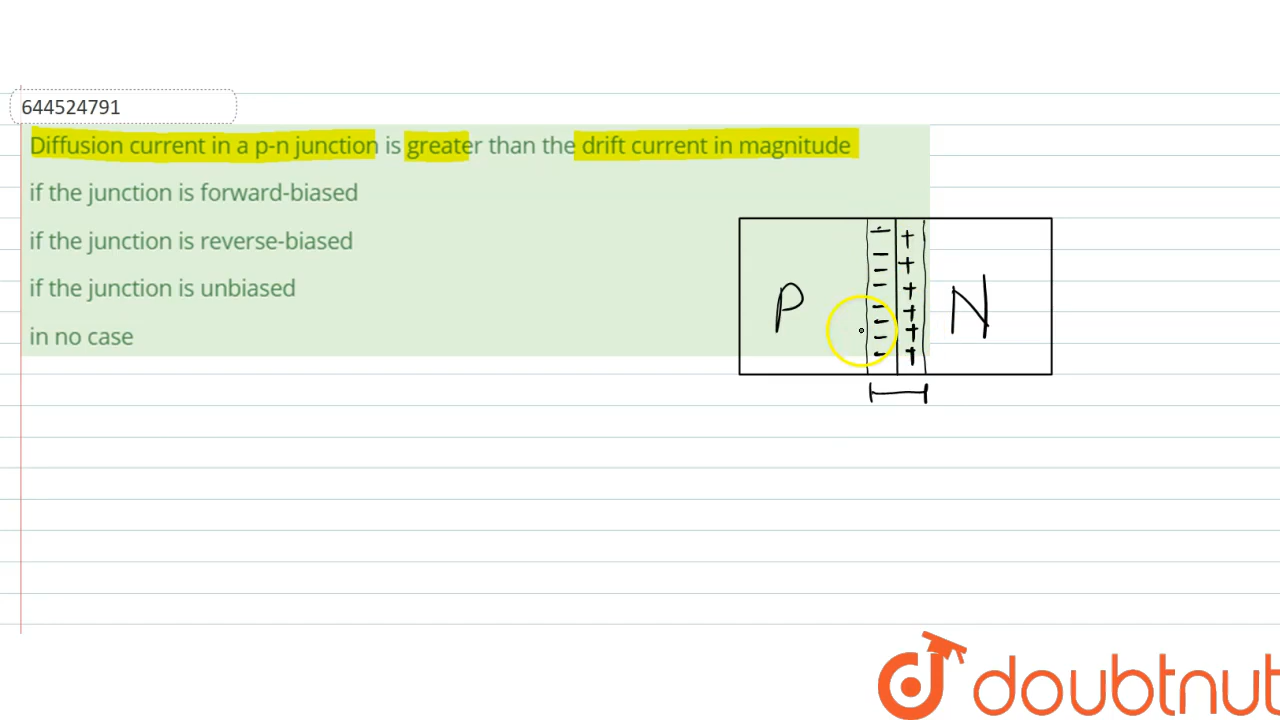 644524791
Diffusion current in a p-n junction is greater than the drift current in magnitude
if the junction is forward-biased
if the junction is reverse-biased
if the junction is unbiased
in no case
P - - - - - - - - + + + + + + + N
doubtnut